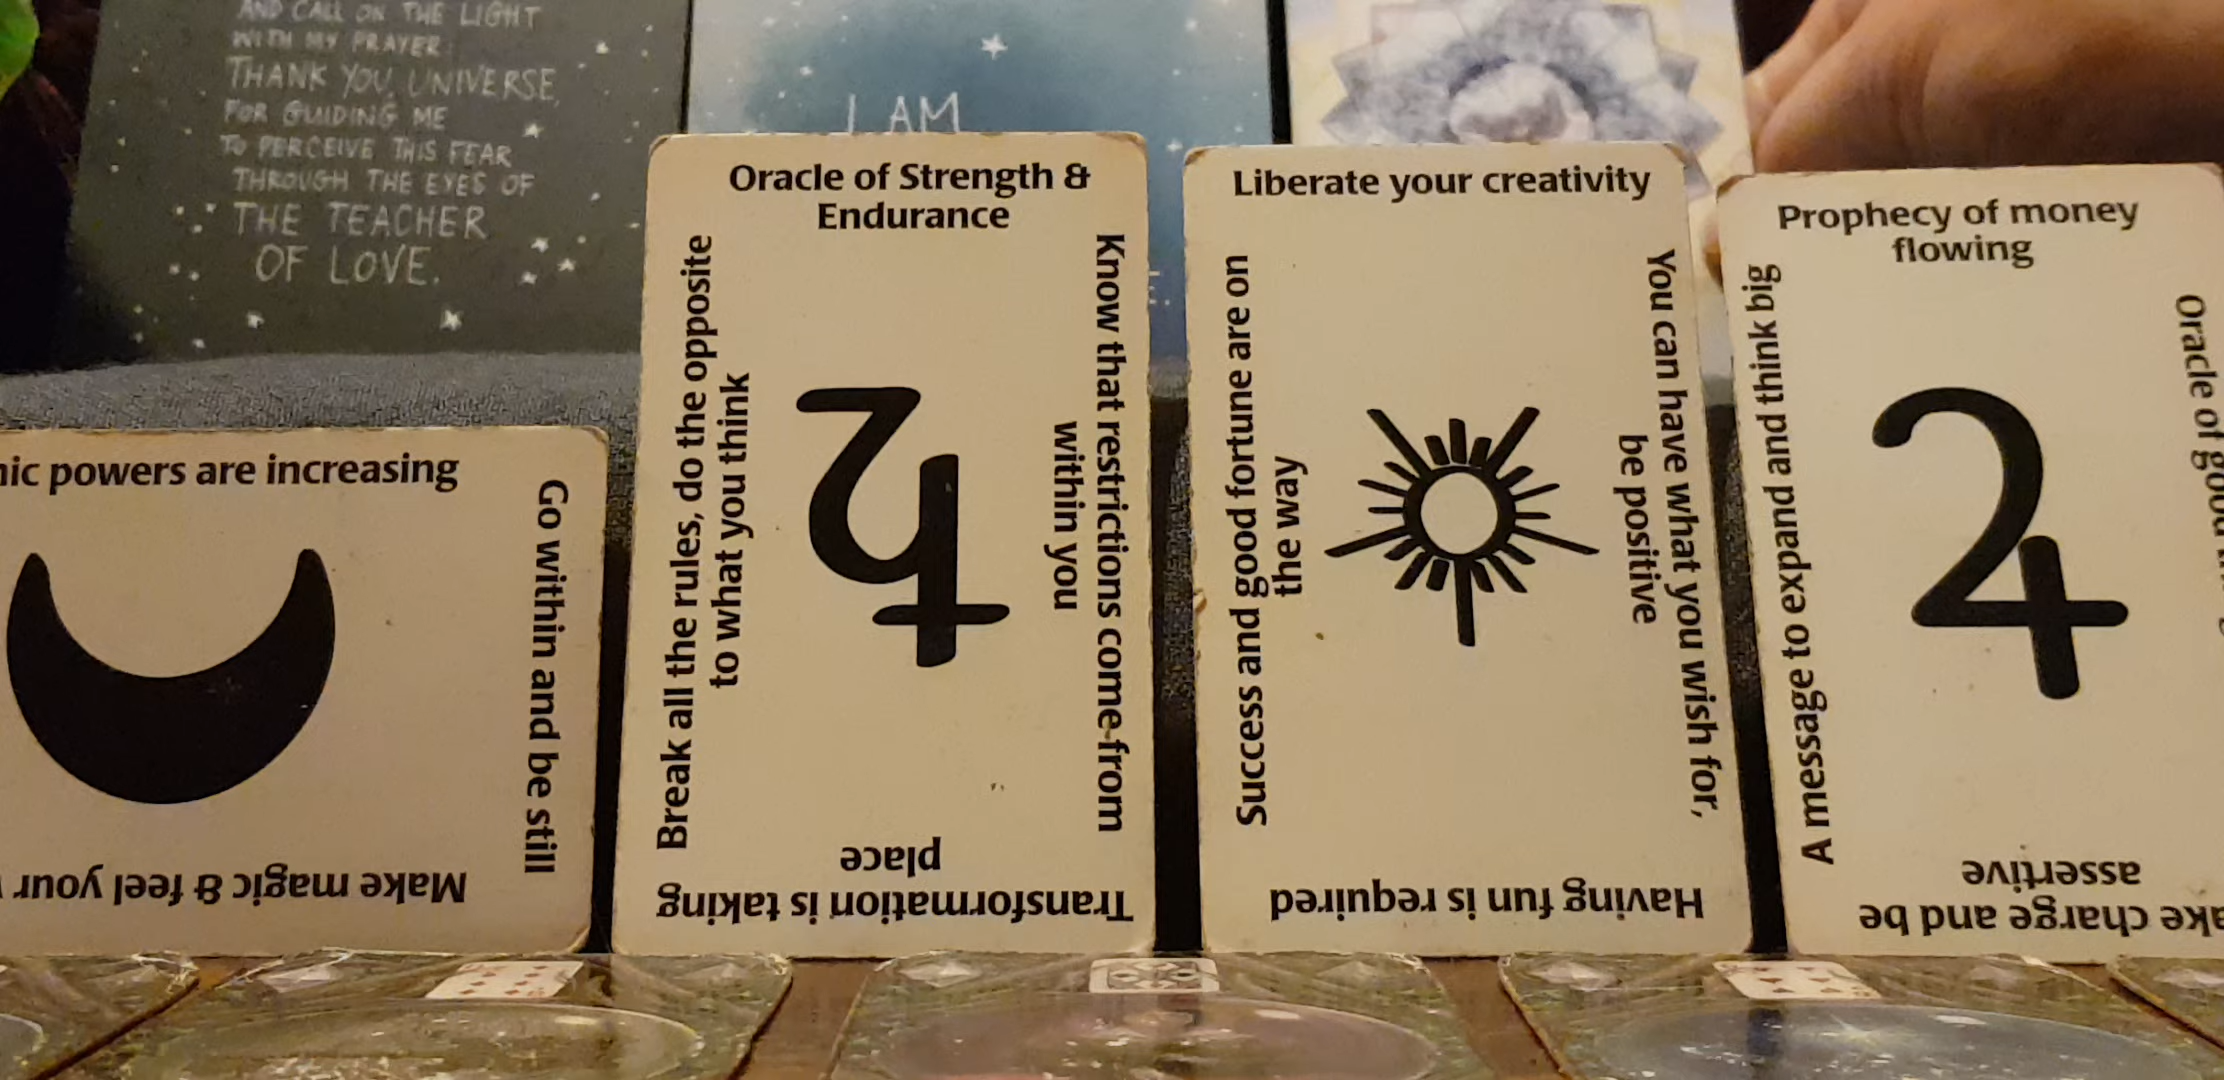 AND CALL ON THE LIGHT
WITH MY PRAYER:
THANK YOU, UNIVERSE,
FOR GUIDING ME
TO PERCEIVE THIS FEAR
THROUGH THE EYES OF
THE TEACHER
OF LOVE.
I AM
powers are increasing
Go within and be still
Make magic & feel your
Oracle of Strength &
Endurance
Break all the rules, do the opposite
to what you think
Know that restrictions come from
within you
Transformation is taking
place
Liberate your creativity
Success and good fortune are on
the way
You can have what you wish for,
be positive
Having fun is required
Prophecy of money
flowing
A message to expand and think big
Oracle of
charge and be
assertive